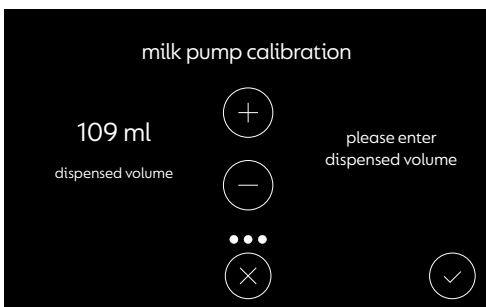 milk pump calibration
109 ml
dispensed volume
please enter
dispensed volume